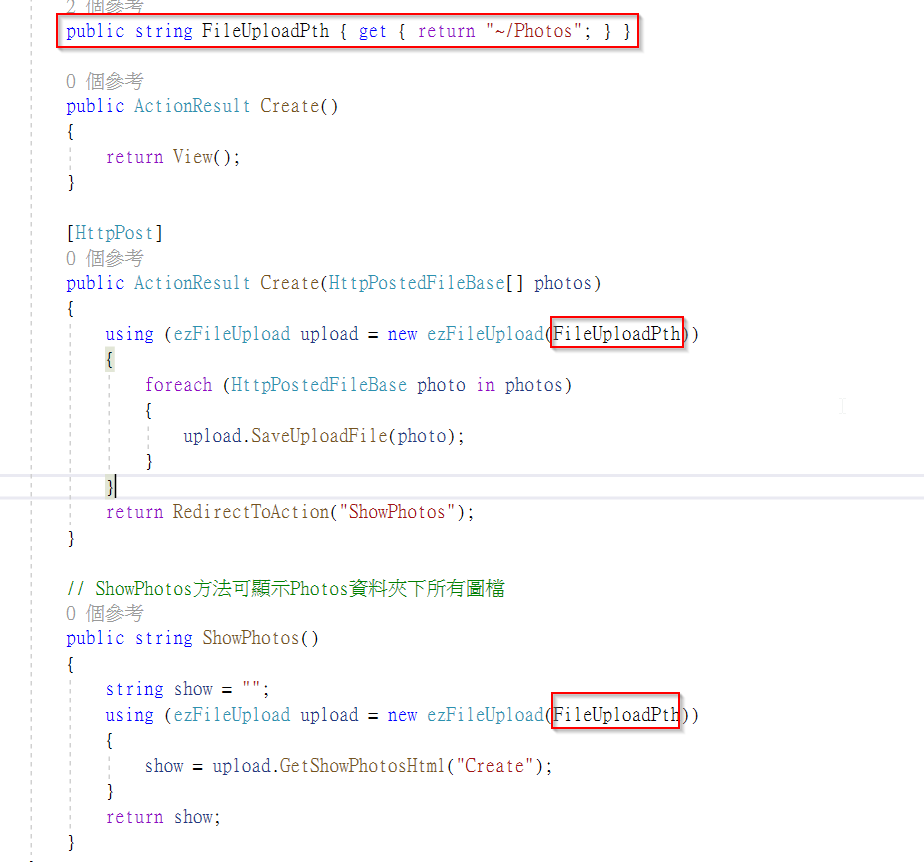 2 個參考
public string FileUploadPth { get { return "~/Photos"; } }
0 個參考
public ActionResult Create()
{
return View();
}
[HttpPost]
0 個參考
public ActionResult Create(HttpPostedFileBase[] photos)
{
using (ezFileUpload upload = new ezFileUpload(FileUploadPth))
{
foreach (HttpPostedFileBase photo in photos)
{
upload.SaveUploadFile(photo);
}
}
return RedirectToAction("ShowPhotos");
}
// ShowPhotos方法可顯示Photos資料夾下所有圖檔
0 個參考
public string ShowPhotos()
{
string show = "";
using (ezFileUpload upload = new ezFileUpload(FileUploadPth))
{
show = upload.GetShowPhotosHtml("Create");
}
return show;
}